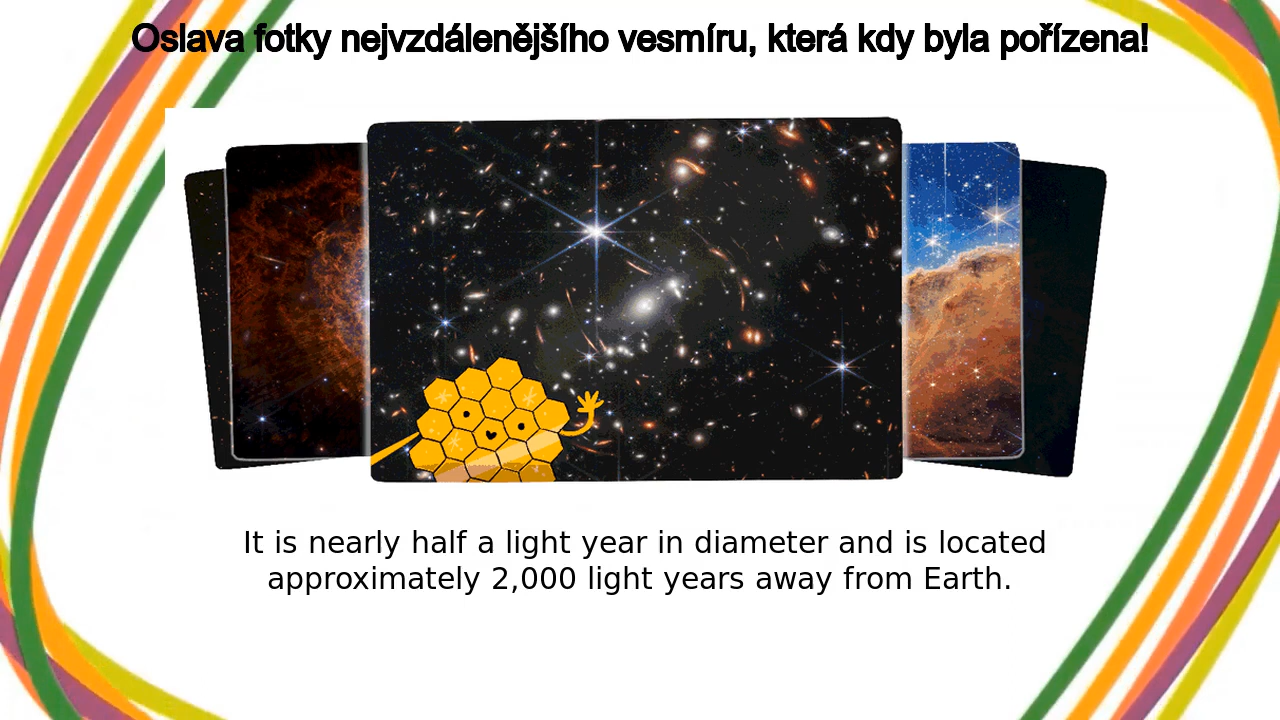 Oslava fotky nejvzdálenějšího vesmíru, která kdy byla pořízena!
It is nearly half a light year in diameter and is located
approximately 2,000 light years away from Earth.